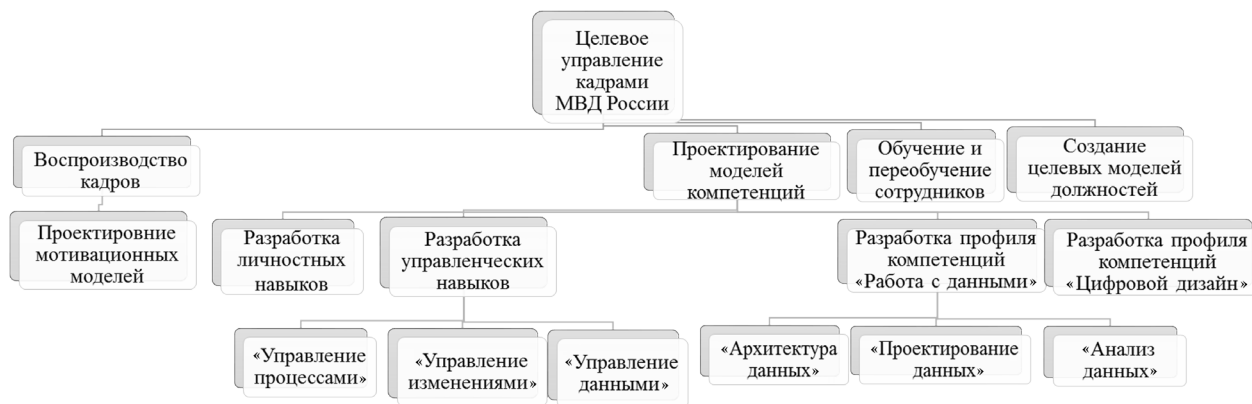 Целевое
управление
кадрами
МВД России
Воспроизводство
кадров
Проектирование
моделей
компетенций
Обучение и
переобучение
сотрудников
Создание
целевых моделей
должностей
Проектировние
мотивационных
моделей
Разработка
личностных
навыков
Разработка
управленческих
навыков
Разработка профиля
компетенций
«Работа с данными»
Разработка профиля
компетенций
«Цифровой дизайн»
«Управление
процессами»
«Управление
изменениями»
«Управление
данными»
«Архитектура
данных»
«Проектирование
данных»
«Анализ
данных»